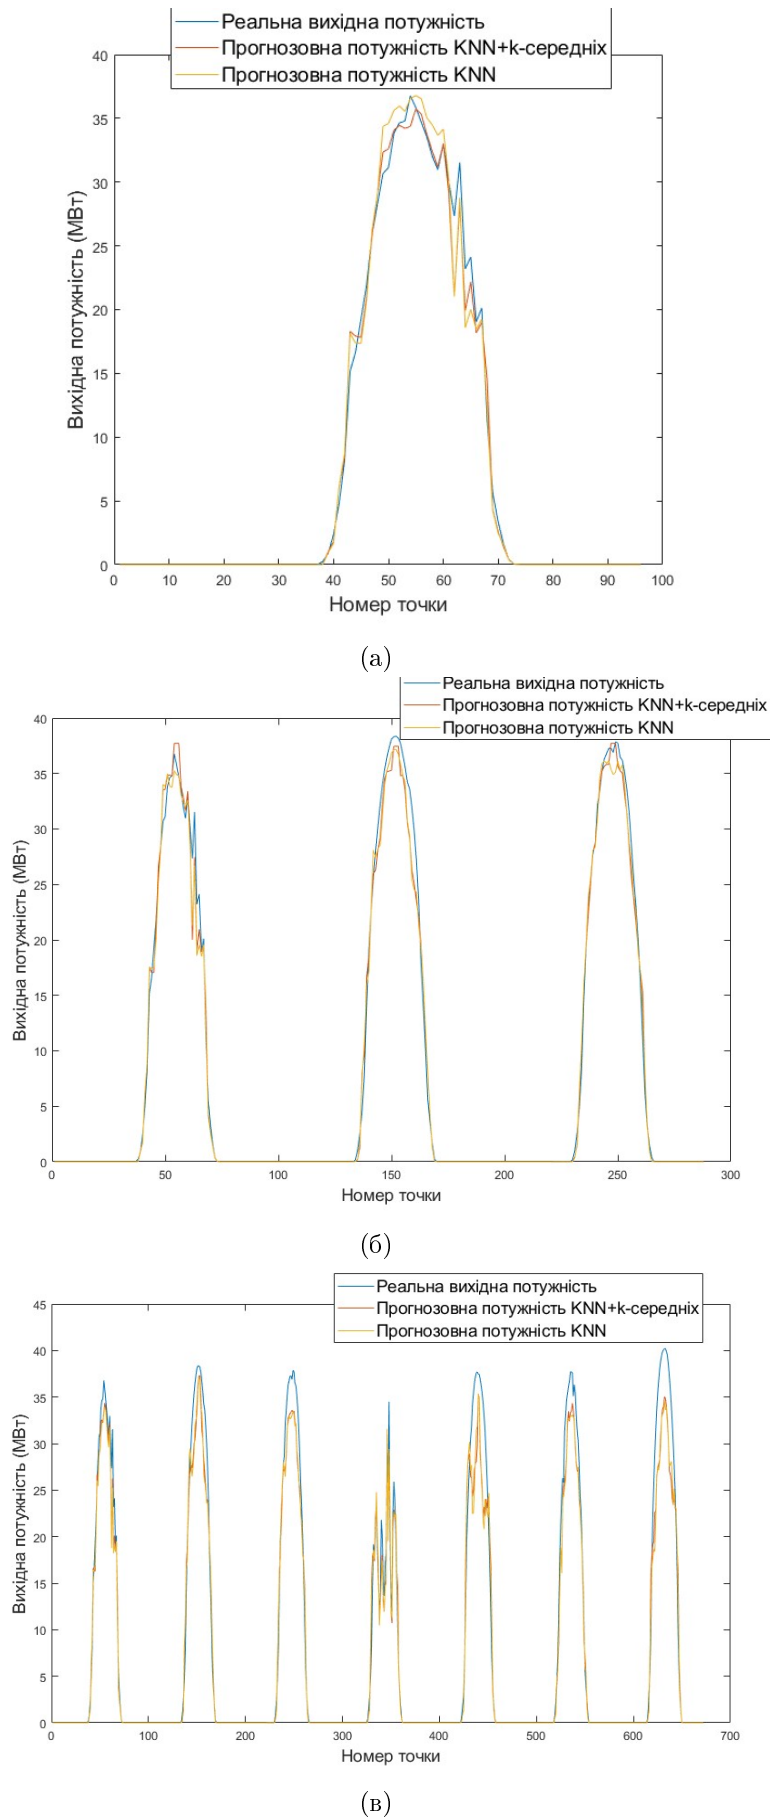 Реальна вихідна потужність
Прогнозовна потужність KNN+k-середніх
Прогнозовна потужність KNN
40
35
30
25
20
15
10
5
0
Вихідна потужність (МВт)
0 10 20 30 40 50 60 70 80 90 100
Номер точки
(а)
Реальна вихідна потужність
Прогнозовна потужність KNN+k-середніх
Прогнозовна потужність KNN
40
35
30
25
20
15
10
5
0
Вихідна потужність (МВт)
0 50 100 150 200 250 300
Номер точки
(б)
Реальна вихідна потужність
Прогнозовна потужність KNN+k-середніх
Прогнозовна потужність KNN
45
40
35
30
25
20
15
10
5
0
Вихідна потужність (МВт)
0 100 200 300 400 500 600 700
Номер точки
(в)